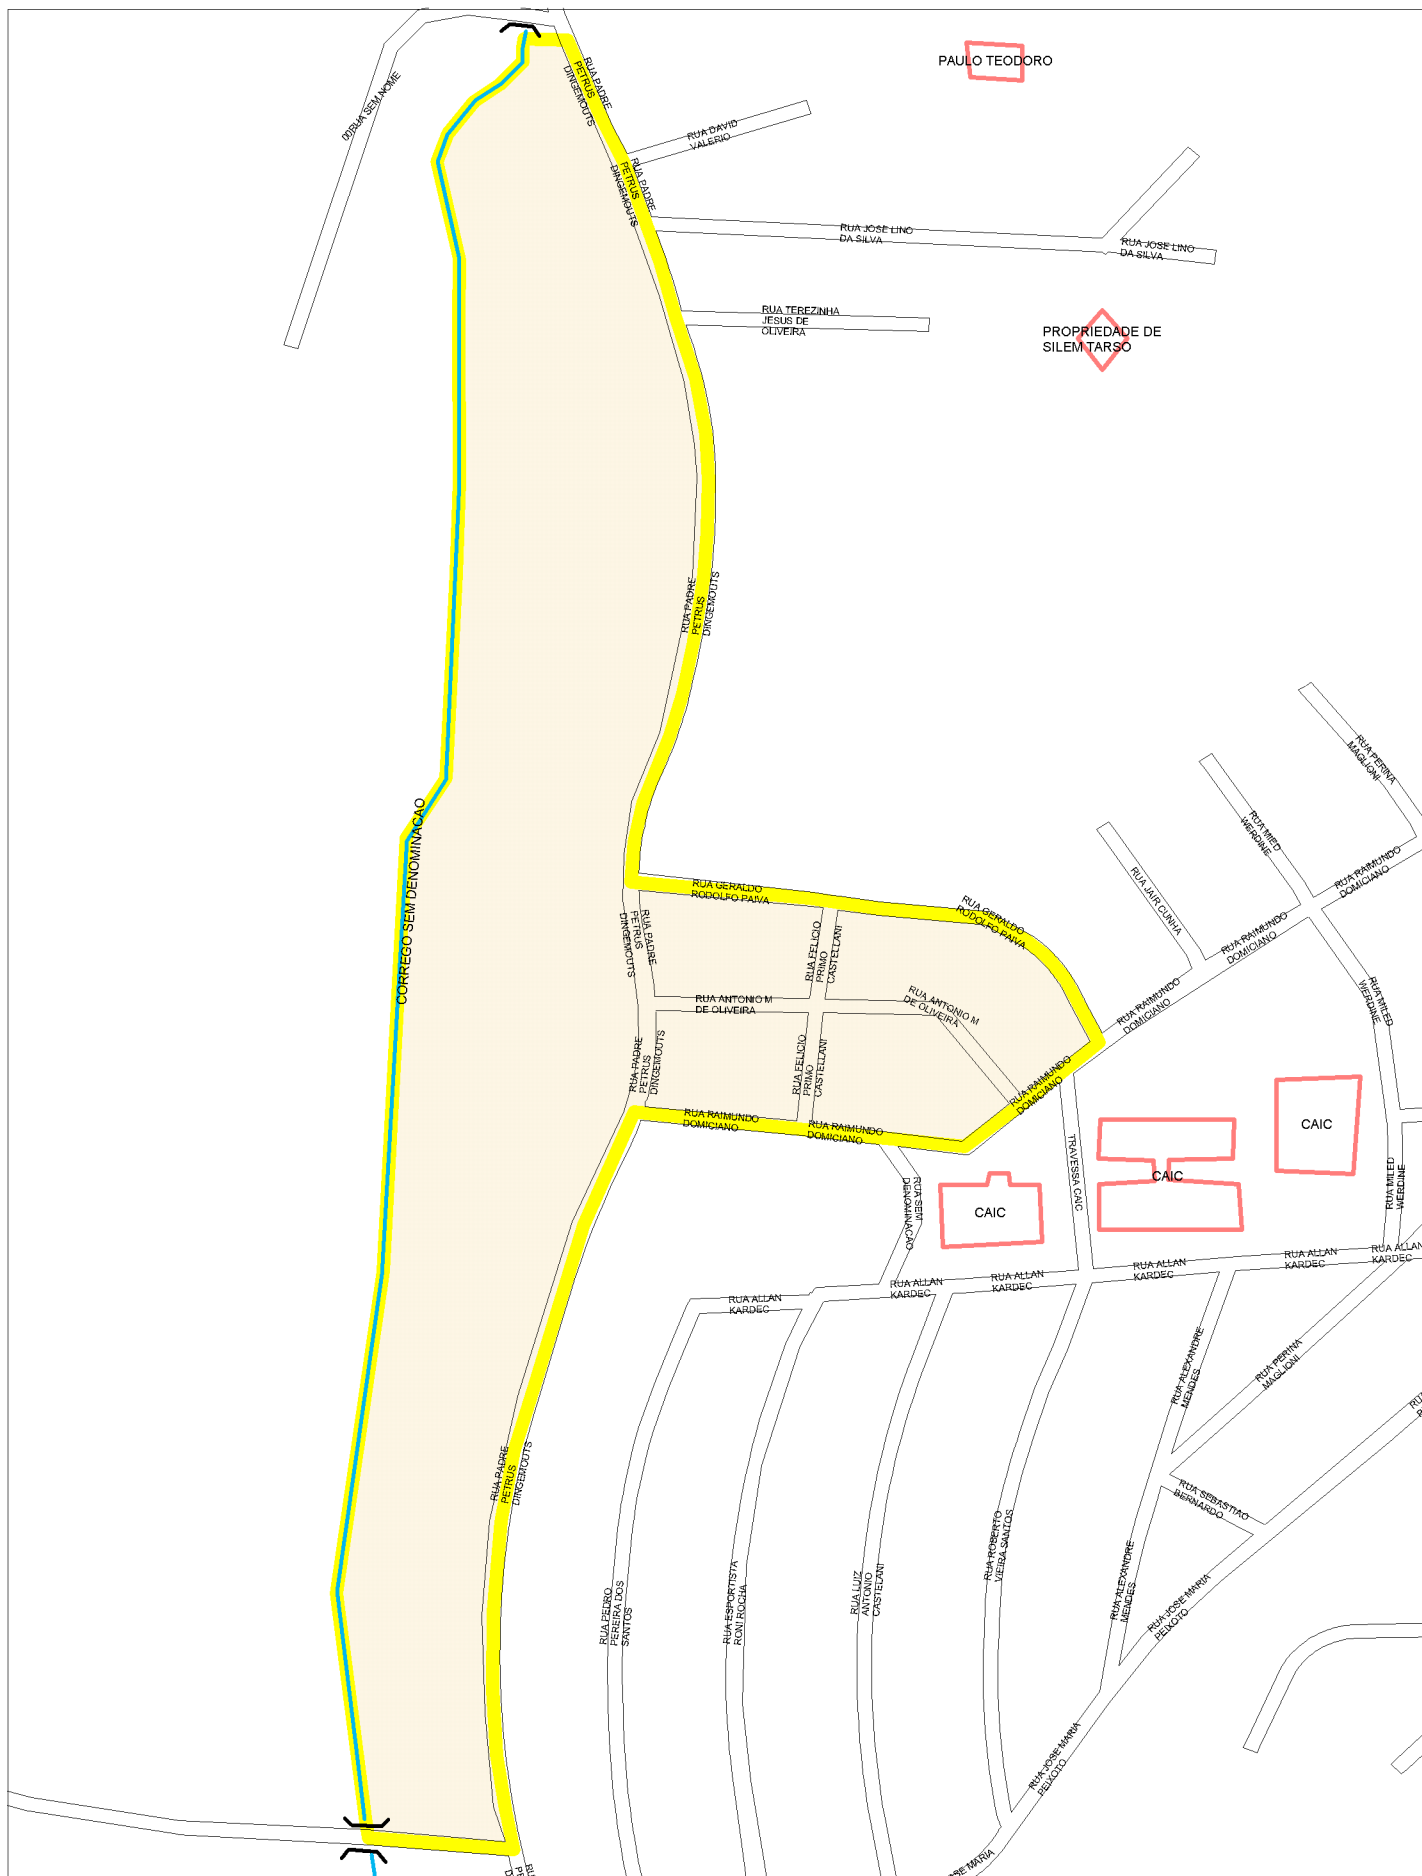 PAULO TEODORO
RUA PADRE
PETRUS
DINGEMOUTS
00RUA SEM NOME
RUA DAVID
VALERIO
RUA PADRE
PETRUS
DINGEMOUTS
RUA JOSE LINO
DA SILVA
RUA JOSE LINO
DA SILVA
RUA TEREZINHA
JESUS DE
OLIVEIRA
PROPRIEDADE DE
SILEM TARSO
RUA PADRE
PETRUS
DINGEMOUTS
RUA PERINA
MAGLIONI
RUA MIED
WERDINE
CORREGO SEM DENOMINACAO
RUA RAIMUNDO
DOMICIANO
RUA JAIR CUNHA
RUA GERALDO
RODOLFO PAIVA
RUA GERALDO
RODOLFO PAIVA
RUA PADRE
PETRUS
DINGEMOUTS
RUA FELICIO
PRIMO
CASTELLANI
RUA RAIMUNDO
DOMICIANO
RUA ANTONIO M
DE OLIVEIRA
RUA ANTONIO M
DE OLIVEIRA
RUA RAIMUNDO
DOMICIANO
RUA MILED
WERDINE
RUA PADRE
PETRUS
DINGEMOUTS
RUA FELICIO
PRIMO
CASTELLANI
RUA RAIMUNDO
DOMICIANO
RUA RAIMUNDO
DOMICIANO
RUA RAIMUNDO
DOMICIANO
CAIC
TRAVESSA CAIC
CAIC
RUA MILED
WERDINE
RUA SEM
DENOMINACAO
CAIC
RUA ALLAN
KARDEC
RUA ALLAN
KARDEC
RUA ALLAN
KARDEC
RUA ALLAN
KARDEC
RUA ALLAN
KARDEC
RUA ALLAN
KARDEC
RUA ALEXANDRE
MENDES
RUA PERINA
MAGLIONI
RUA PADRE
PETRUS
DINGEMOUTS
RUA SEBASTIAO
BERNARDO
RUA ROBERTO
VIEIRA SANTOS
RUA PEDRO
PEREIRA DOS
SANTOS
RUA ESPORTISTA
RONI ROCHA
RUA LUIZ
ANTONIO
CASTELANI
RUA ALEXANDRE
MENDES
RUA JOSE MARIA
PEIXOTO
RUA JOSE MARIA
PEIXOTO